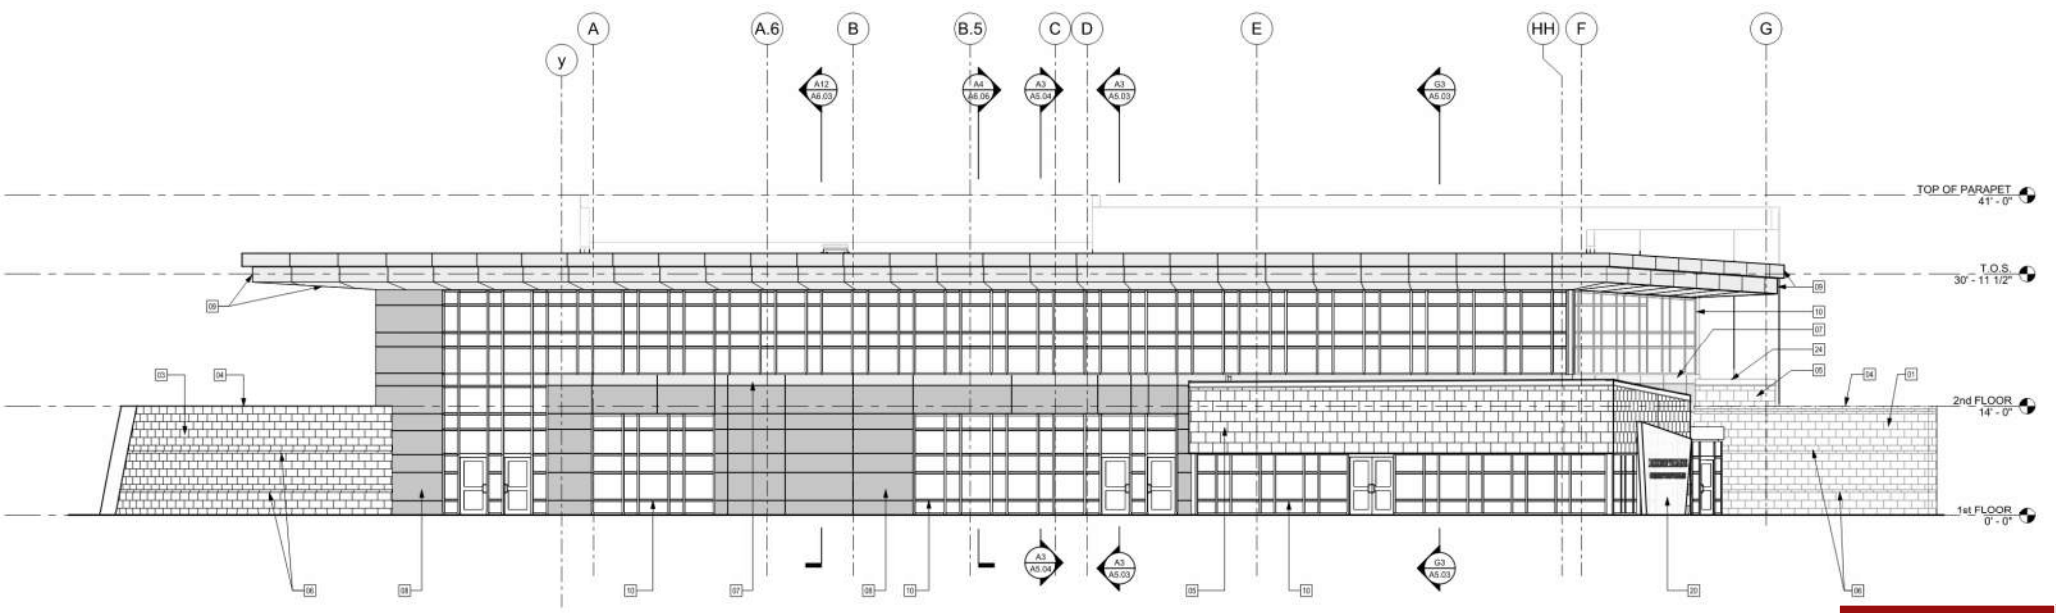 A
A.6
B
B.5
C
D
E
HH
F
G
y
A12
A6.03
A4
A6.06
A3
A5.04
A3
A5.03
G3
A5.03
TOP OF PARAPET
41' - 0"
T.O.S.
30' - 11 1/2"
09
09
10
07
24
05
03
04
04
01
2nd FLOOR
14' - 0"
1st FLOOR
0' - 0"
A3
A5.04
A3
A5.03
G3
A5.03
06
08
10
07
08
10
05
10
20
06